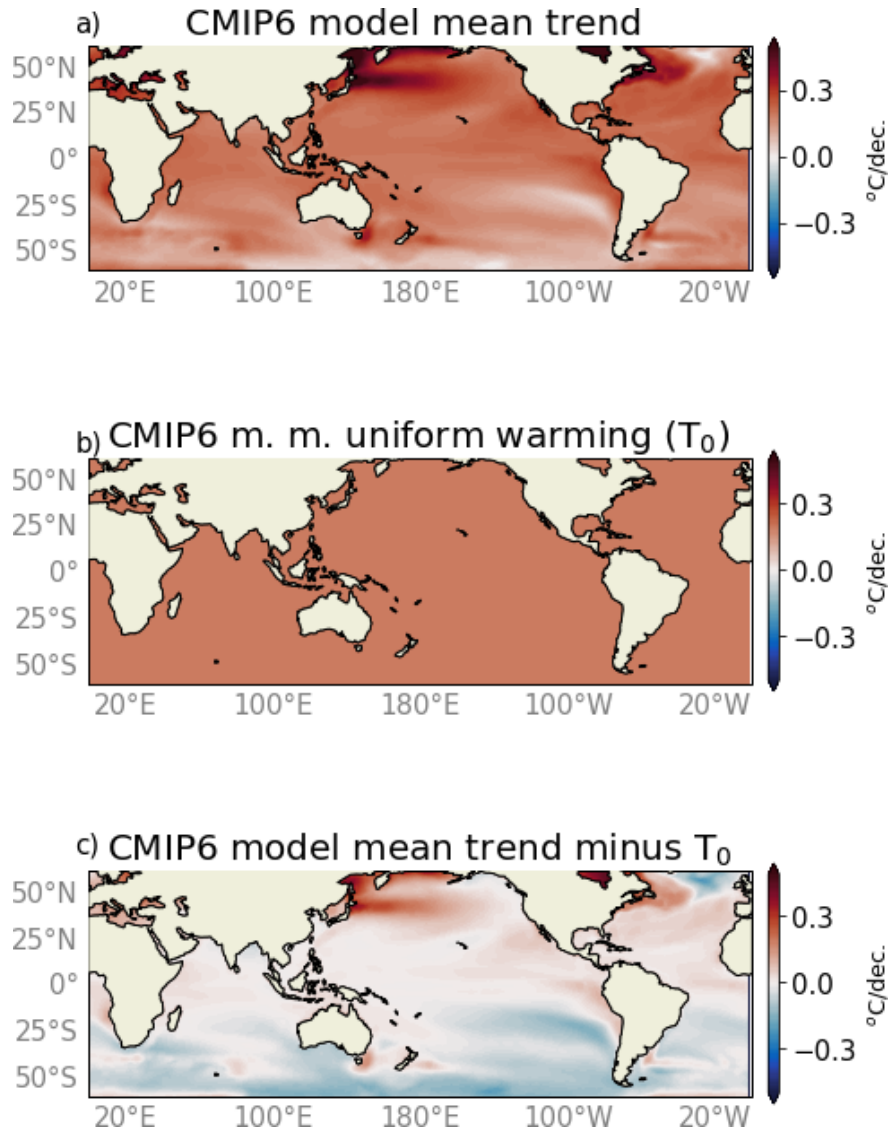 a) CMIP6 model mean trend
50°N
25°N
0°
25°S
50°S
20°E 100°E 180°E 100°W 20°W
0.3
0.0
−0.3
°C/dec.
b) CMIP6 m. m. uniform warming (T₀)
50°N
25°N
0°
25°S
50°S
20°E 100°E 180°E 100°W 20°W
0.3
0.0
−0.3
°C/dec.
c) CMIP6 model mean trend minus T₀
50°N
25°N
0°
25°S
50°S
20°E 100°E 180°E 100°W 20°W
0.3
0.0
−0.3
°C/dec.